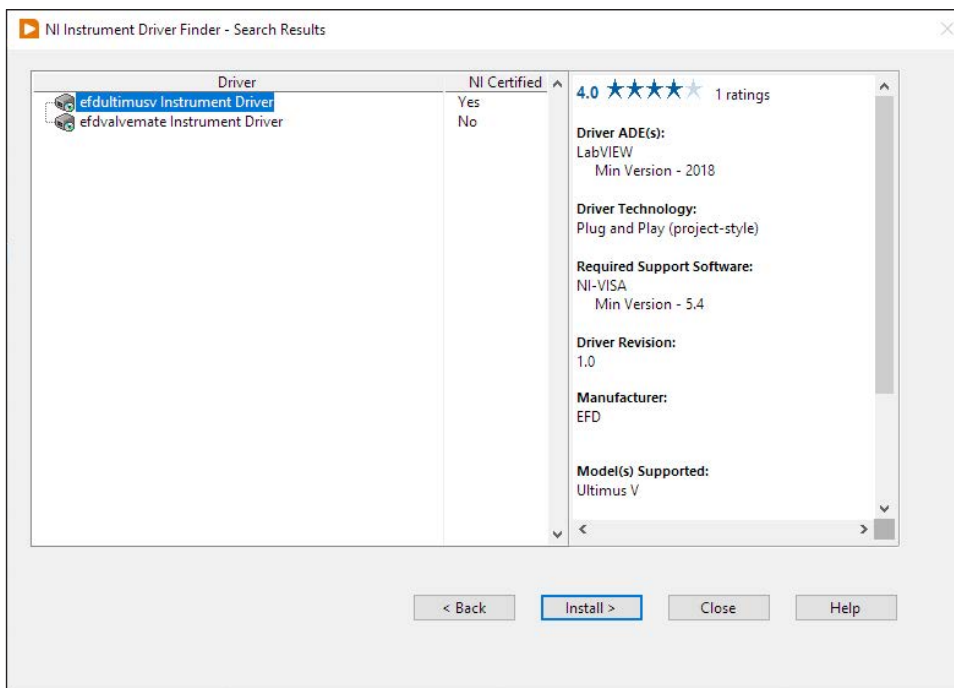 NI Instrument Driver Finder - Search Results
Driver NI Certified
efdultimusv Instrument Driver Yes
efdvalvemate Instrument Driver No
4.0 1 ratings
Driver ADE(s):
LabVIEW
Min Version - 2018
Driver Technology:
Plug and Play (project-style)
Required Support Software:
NI-VISA
Min Version - 5.4
Driver Revision:
1.0
Manufacturer:
EFD
Model(s) Supported:
Ultimus V
< Back Install > Close Help